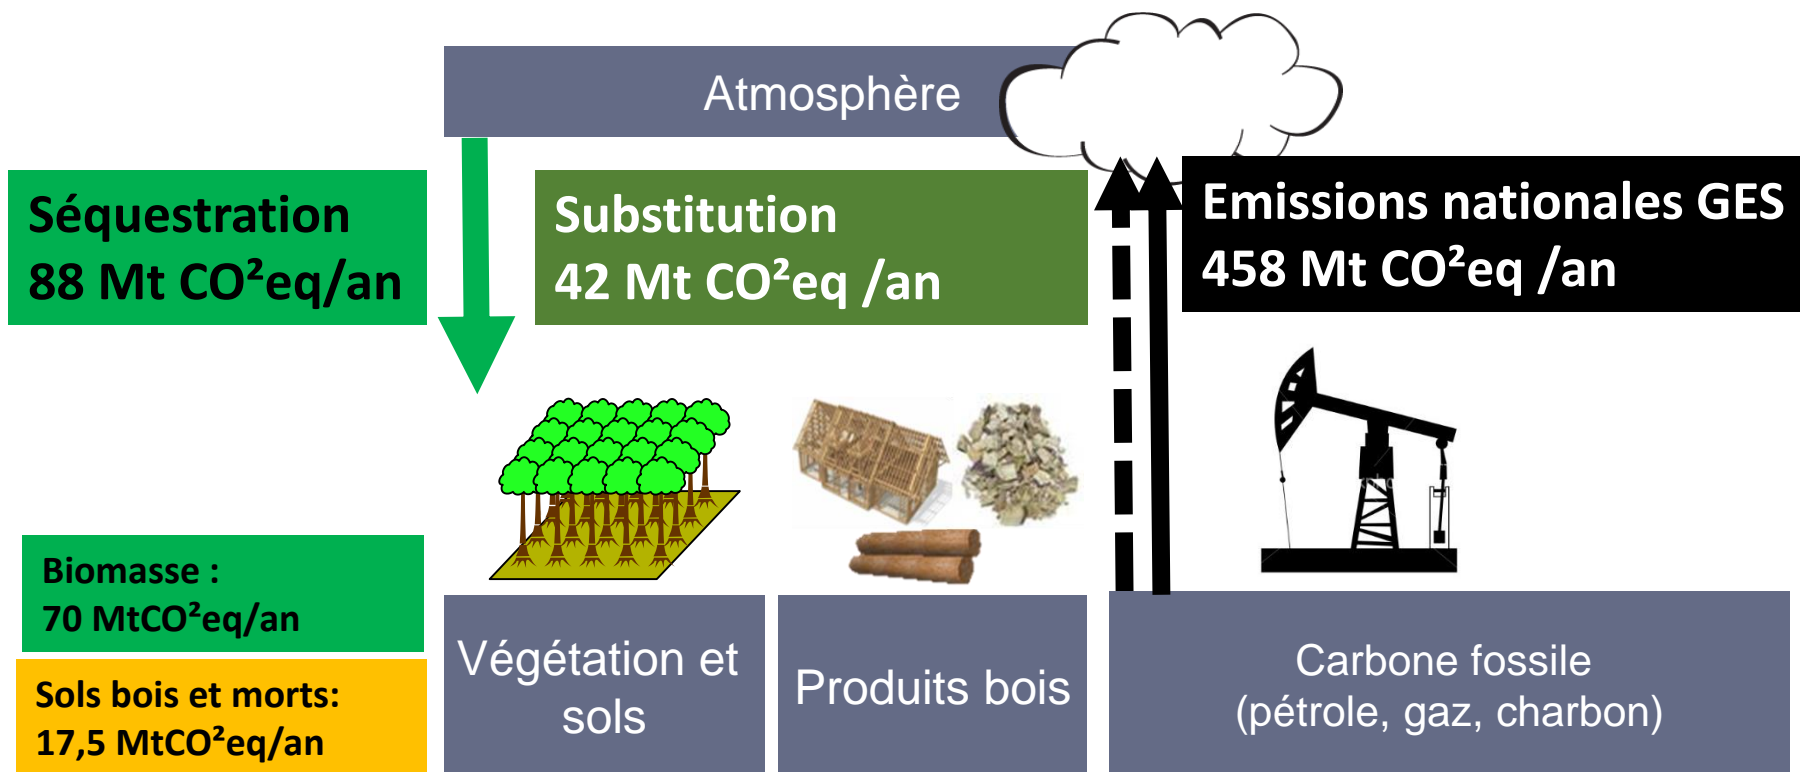 Atmosphère
Séquestration
88 Mt CO²eq/an
Substitution
42 Mt CO²eq /an
Emissions nationales GES
458 Mt CO²eq /an
Biomasse :
70 MtCO²eq/an
Sols bois et morts:
17,5 MtCO²eq/an
Végétation et
sols
Produits bois
Carbone fossile
(pétrole, gaz, charbon)